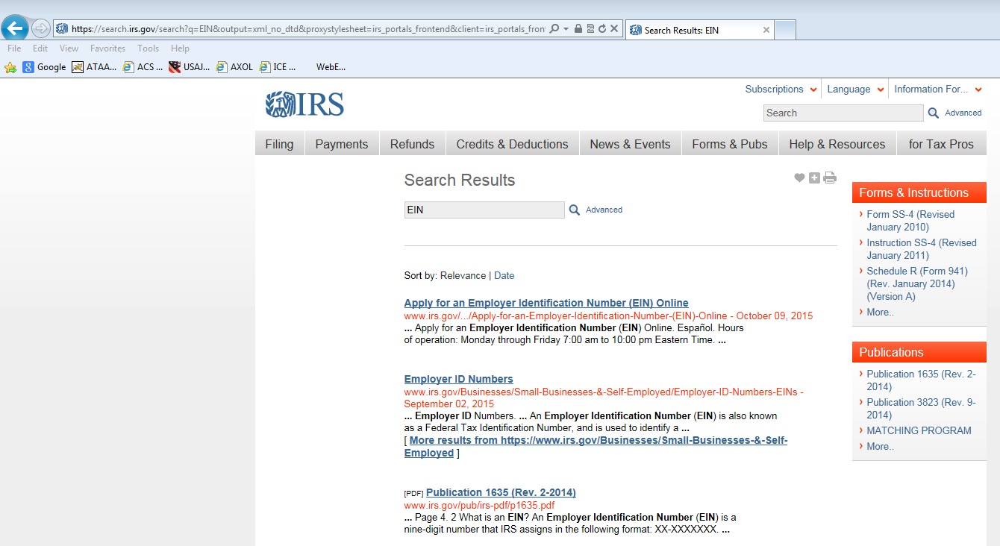 https://search.irs.gov/search?q=EIN&output=xml_no_dtd&proxystylesheet=irs_portals_frontend&client=irs_portals_fron
Search Results: EIN
File Edit View Favorites Tools Help
Google ATAA... ACS ... USAJ... AXOL ICE ... WebE...
IRS
Subscriptions Language Information For...
Search Advanced
Filing Payments Refunds Credits & Deductions News & Events Forms & Pubs Help & Resources for Tax Pros
Search Results
EIN Advanced
Sort by: Relevance | Date
Apply for an Employer Identification Number (EIN) Online
www.irs.gov/.../Apply-for-an-Employer-Identification-Number-(EIN)-Online - October 09, 2015
... Apply for an Employer Identification Number (EIN) Online. Español. Hours
of operation: Monday through Friday 7:00 am to 10:00 pm Eastern Time. ...
Employer ID Numbers
www.irs.gov/Businesses/Small-Businesses-&-Self-Employed/Employer-ID-Numbers-EINs -
September 02, 2015
... Employer ID Numbers. ... An Employer Identification Number (EIN) is also known
as a Federal Tax Identification Number, and is used to identify a ...
[ More results from https://www.irs.gov/Businesses/Small-Businesses-&-Self-
Employed ]
[PDF] Publication 1635 (Rev. 2-2014)
www.irs.gov/pub/irs-pdf/p1635.pdf
... Page 4. 2 What is an EIN? An Employer Identification Number (EIN) is a
nine-digit number that IRS assigns in the following format: XX-XXXXXXX. ...
Forms & Instructions
Form SS-4 (Revised
January 2010)
Instruction SS-4 (Revised
January 2011)
Schedule R (Form 941)
(Rev. January 2014)
(Version A)
More..
Publications
Publication 1635 (Rev. 2-
2014)
Publication 3823 (Rev. 9-
2014)
MATCHING PROGRAM
More..